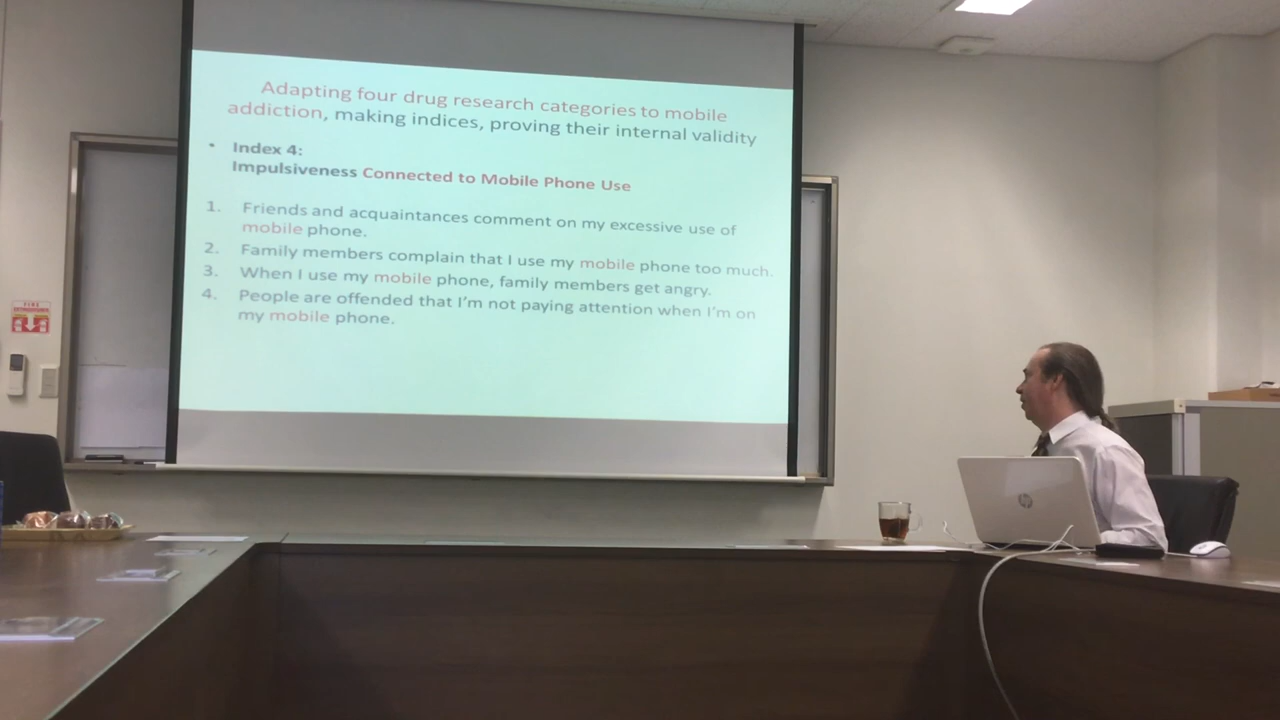 Adapting four drug research categories to mobile
addiction, making indices, proving their internal validity
• Index 4:
Impulsiveness Connected to Mobile Phone Use
1. Friends and acquaintances comment on my excessive use of
mobile phone.
2. Family members complain that I use my mobile phone too much.
3. When I use my mobile phone, family members get angry.
4. People are offended that I'm not paying attention when I'm on
my mobile phone.
FIRE
hp